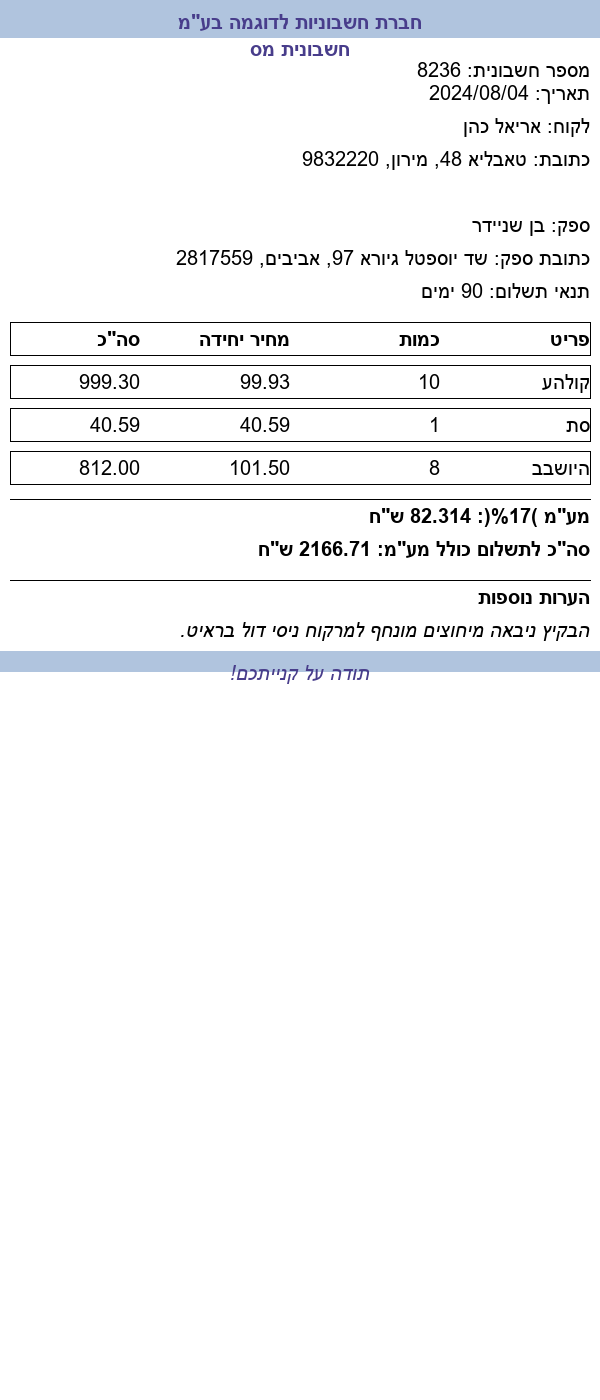 חברת חשבוניות לדוגמה בע"מ
חשבונית מס
מספר חשבונית: 8236
תאריך: 2024/08/04
לקוח: אריאל כהן
כתובת: טאבליא 48, מירון, 9832220
ספק: בן שניידר
כתובת ספק: שד יוספטל גיורא 97, אביבים, 2817559
תנאי תשלום: 90 ימים
פריט כמות מחיר יחידה סה"כ
קולהע 10 99.93 999.30
סת 1 40.59 40.59
היושבב 8 101.50 812.00
מע"מ )17%(: 82.314 ש"ח
סה"כ לתשלום כולל מע"מ: 2166.71 ש"ח
הערות נוספות
הבקיץ ניבאה מיחוצים מונחף למרקוח ניסי דול בראיט.
תודה על קנייתכם!